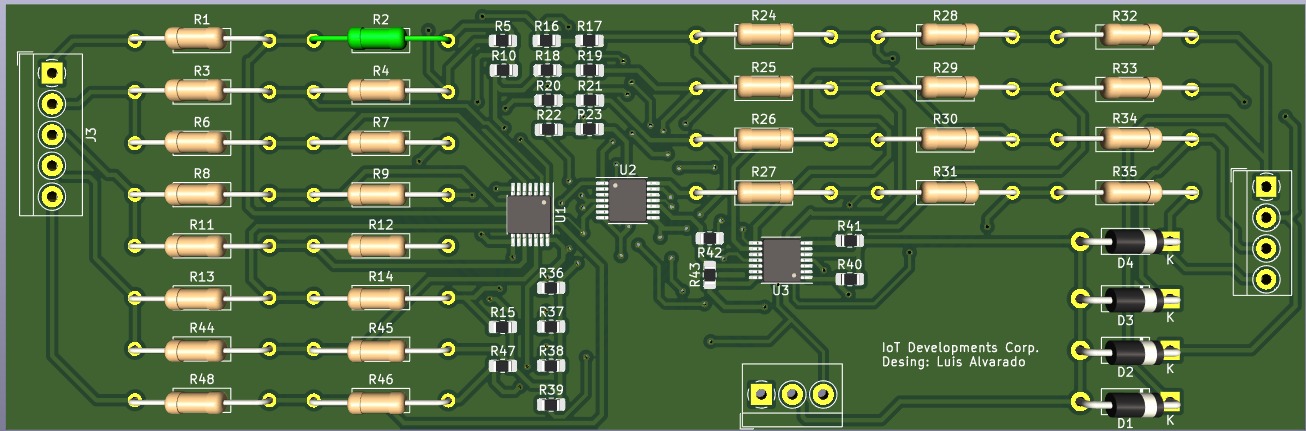 R1 R2 R5 R16 R17 R24 R28 R32
R10 R18 R19
R3 R4 R20 R21 R25 R29 R33
J3 R6 R7 R22 R23 R26 R30 R34
R8 R9 U2 R27 R31 R35
R11 R12 U1 R42 R41 D4 K
R13 R14 R36 R43 U3 R40
R15 R37 D3 K
R44 R45 IoT Developments Corp.
R47 R38 Desing: Luis Alvarado D2 K
R48 R46 R39
D1 K